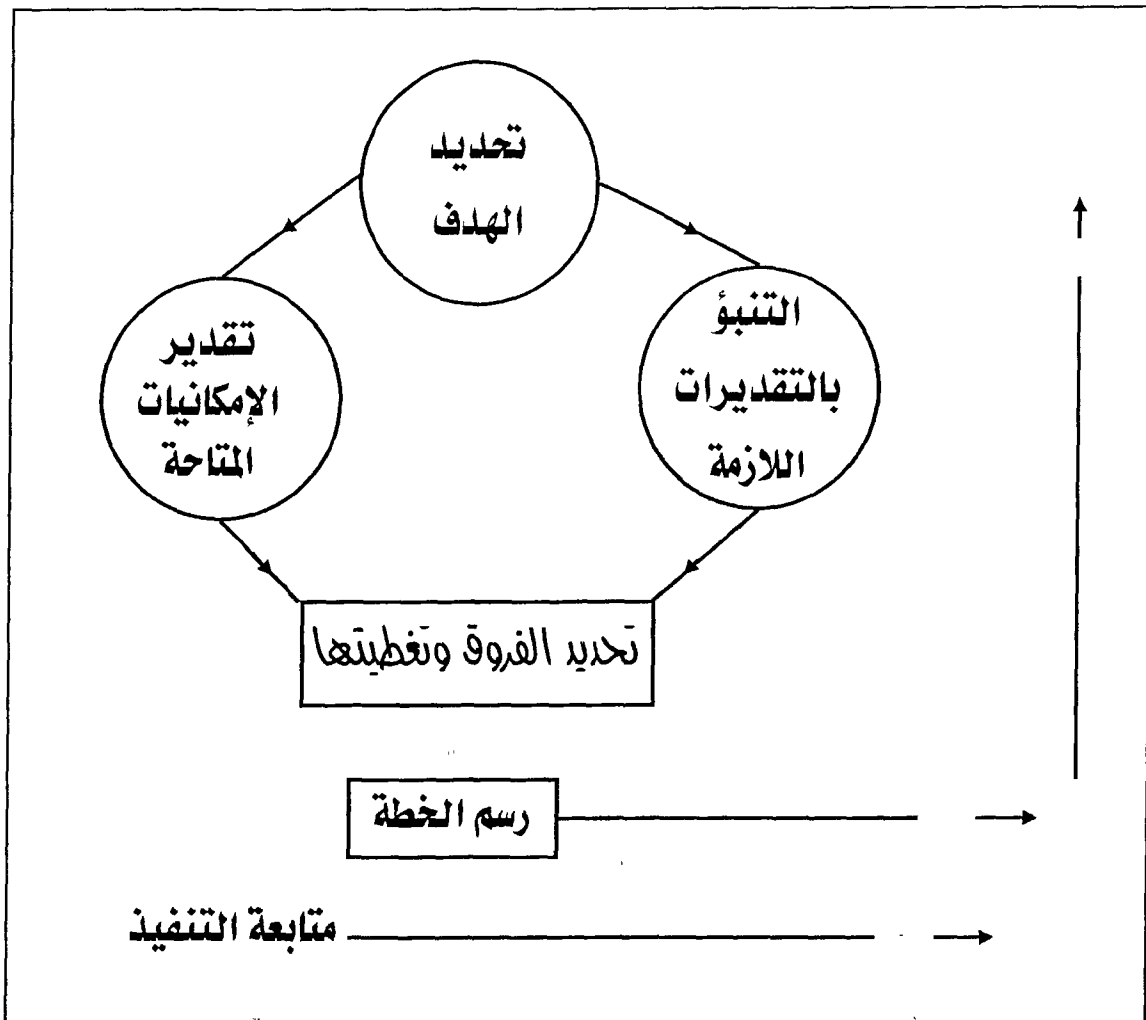 تحديد
الهدف
التنبؤ
بالتقديرات
اللازمة
تقدير
الإمكانيات
المتاحة
تحديد الفروق وتغطيتها
رسم الخطة
متابعة التنفيذ